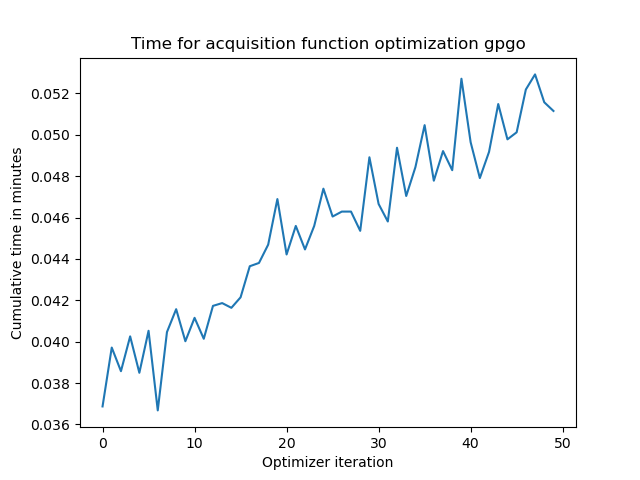 Time for acquisition function optimization gpgo
0.052
0.050
0.048
0.046
0.044
0.042
0.040
0.038
0.036
Cumulative time in minutes
0 10 20 30 40 50
Optimizer iteration